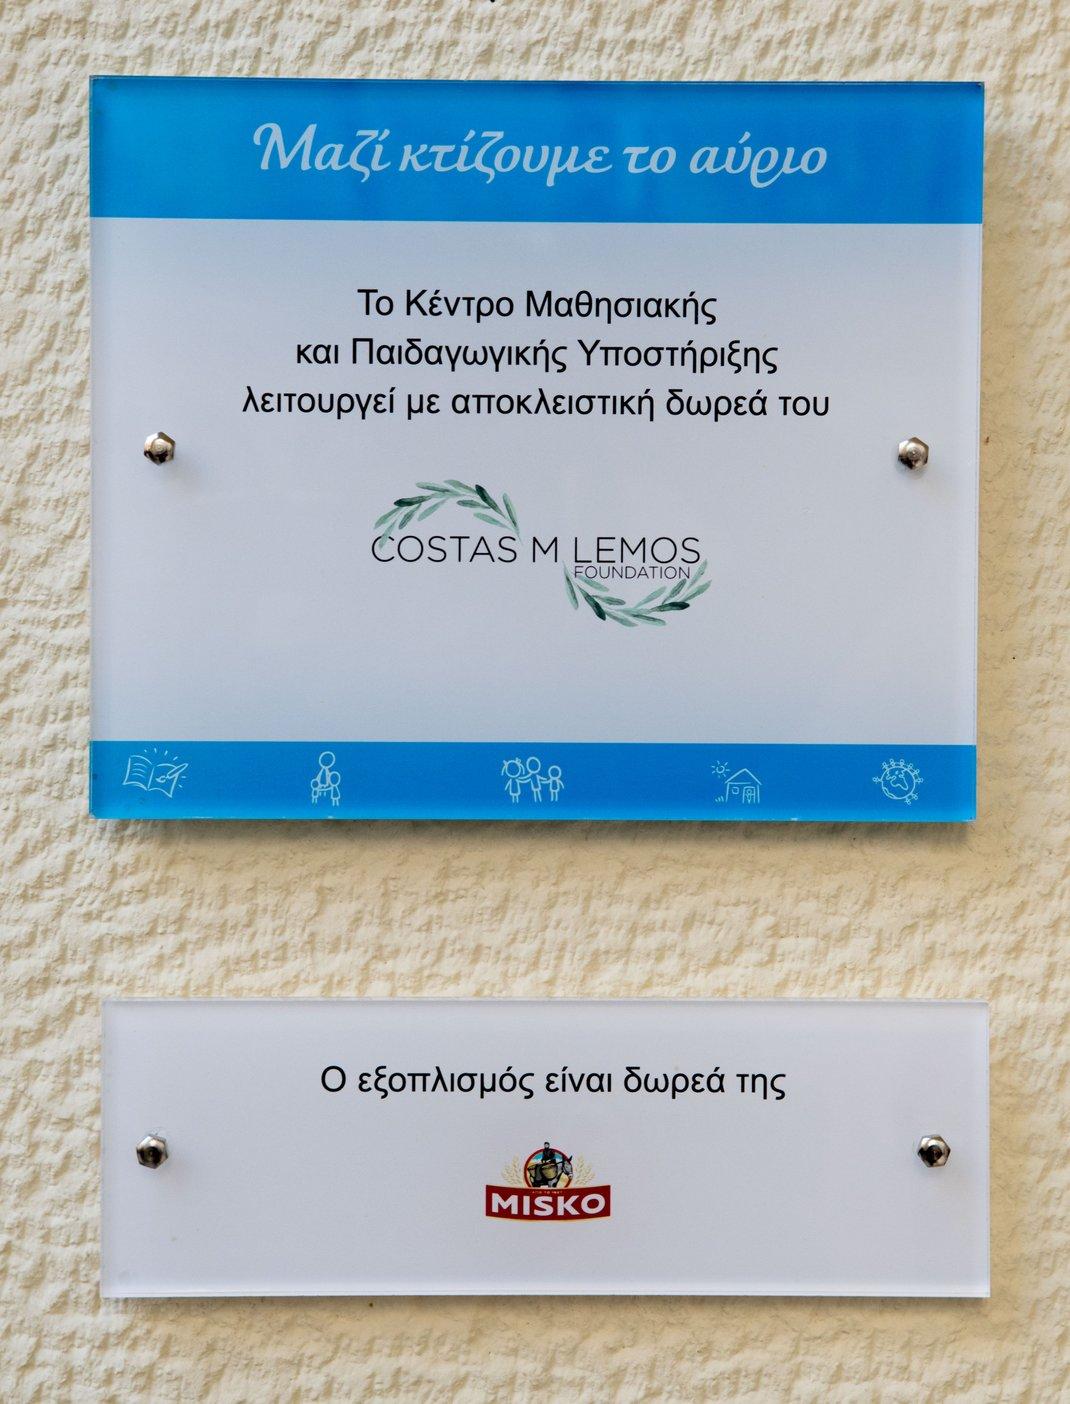 Μαζί κτίζουμε το αύριο
Το Κέντρο Μαθησιακής
και Παιδαγωγικής Υποστήριξης
λειτουργεί με αποκλειστική δωρεά του
COSTAS M LEMOS
FOUNDATION
Ο εξοπλισμός είναι δωρεά της
MISKO